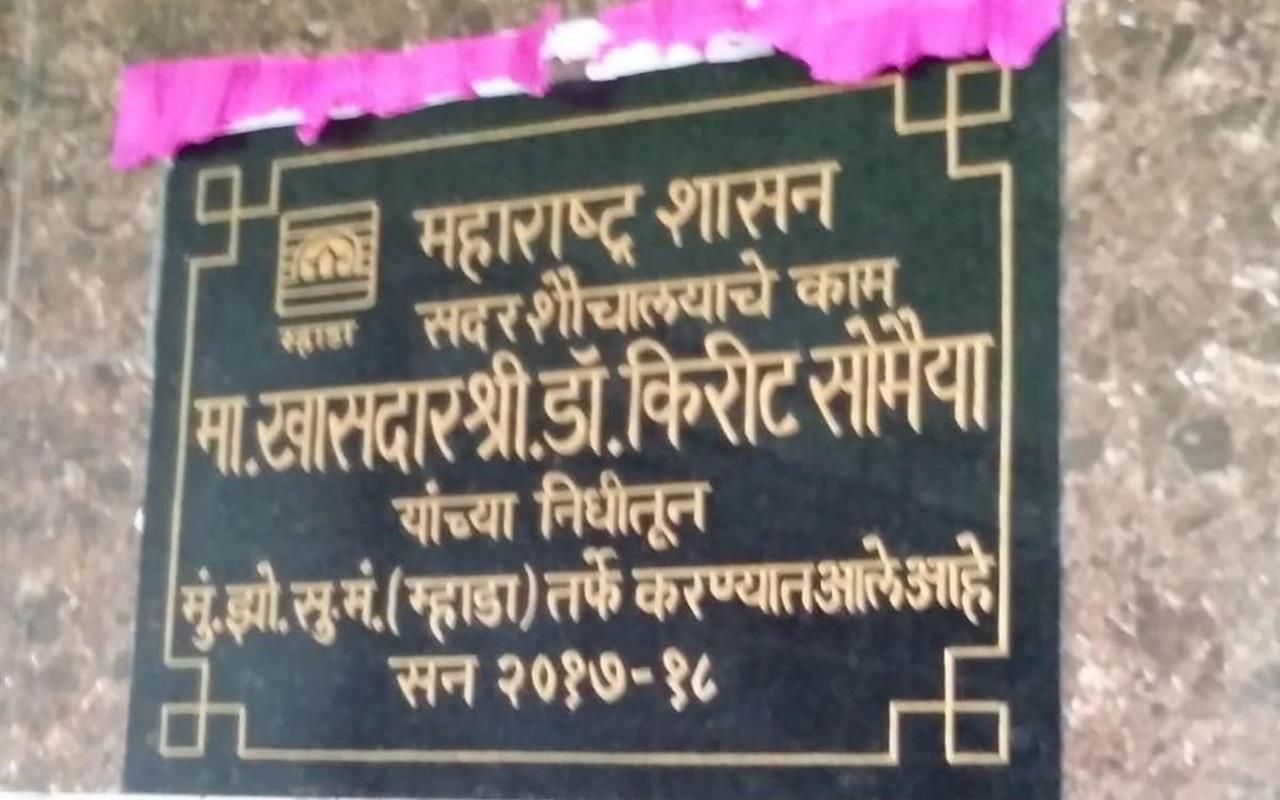 महाराष्ट्र शासन
म्हाडा
सदर शौचालयाचे काम
मा.खासदार श्री.डॉ.किरीट सोमैया
यांच्या निधीतून
मुं.झो.सु.मं.(म्हाडा) तर्फे करण्यात आले आहे
सन २०१७-१८